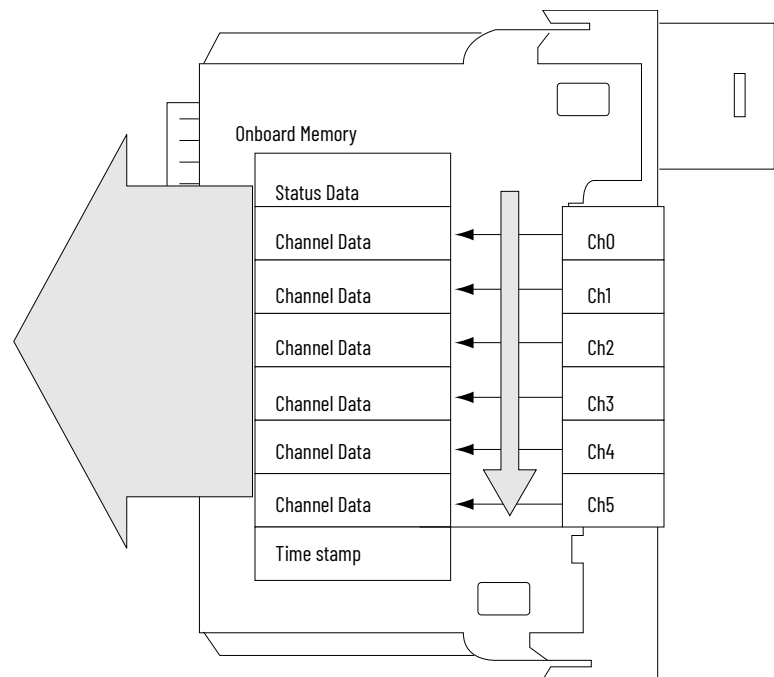 Onboard Memory
Status Data
Channel Data
Ch0
Channel Data
Ch1
Channel Data
Ch2
Channel Data
Ch3
Channel Data
Ch4
Channel Data
Ch5
Time stamp